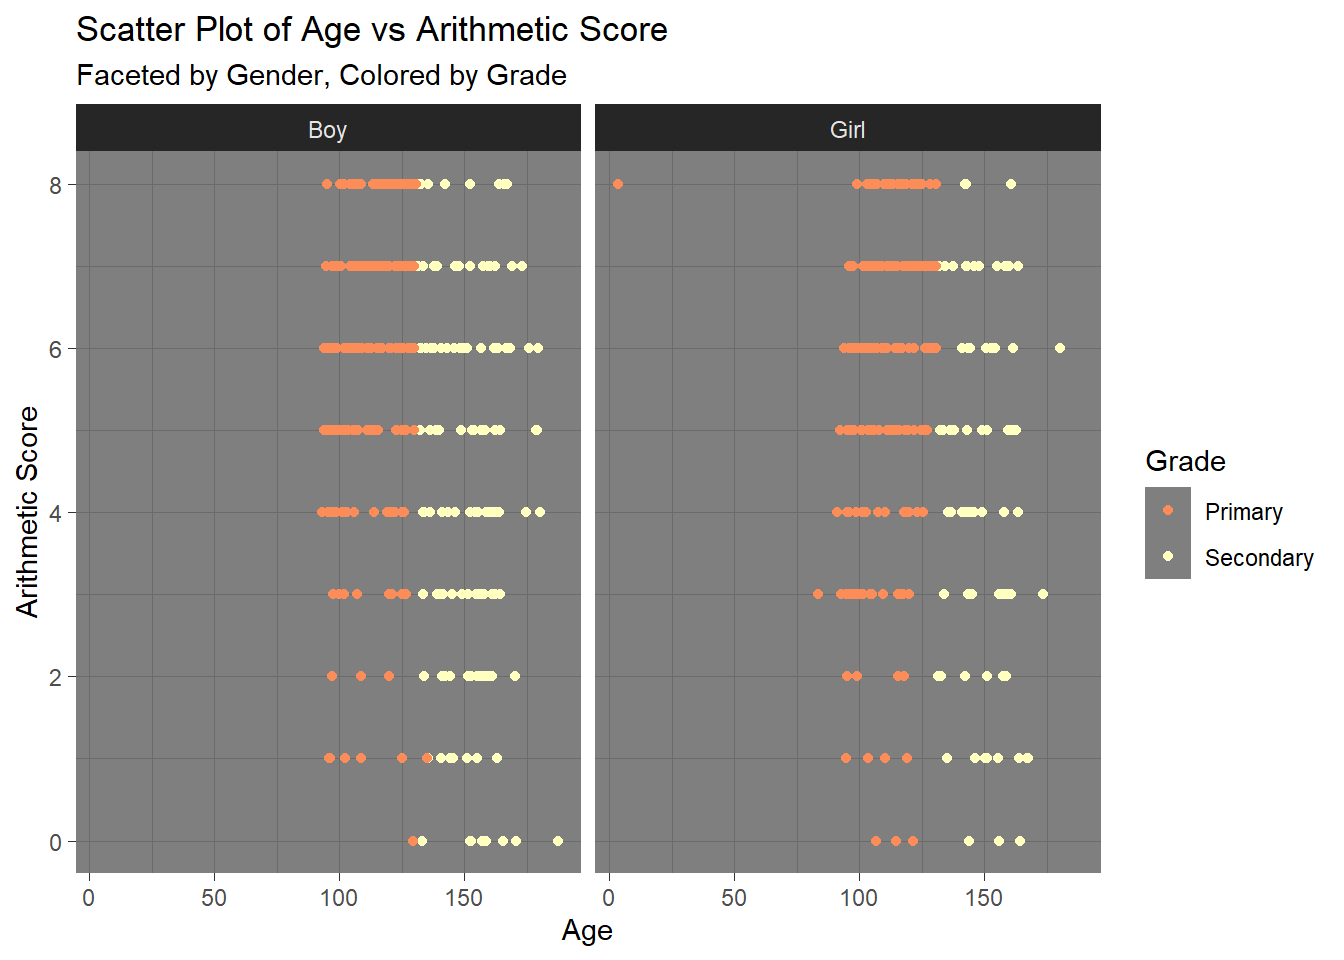 Scatter Plot of Age vs Arithmetic Score
Faceted by Gender, Colored by Grade
Boy
Girl
8
6
4
2
0
Arithmetic Score
0
50
100
150
0
50
100
150
Age
Grade
Primary
Secondary